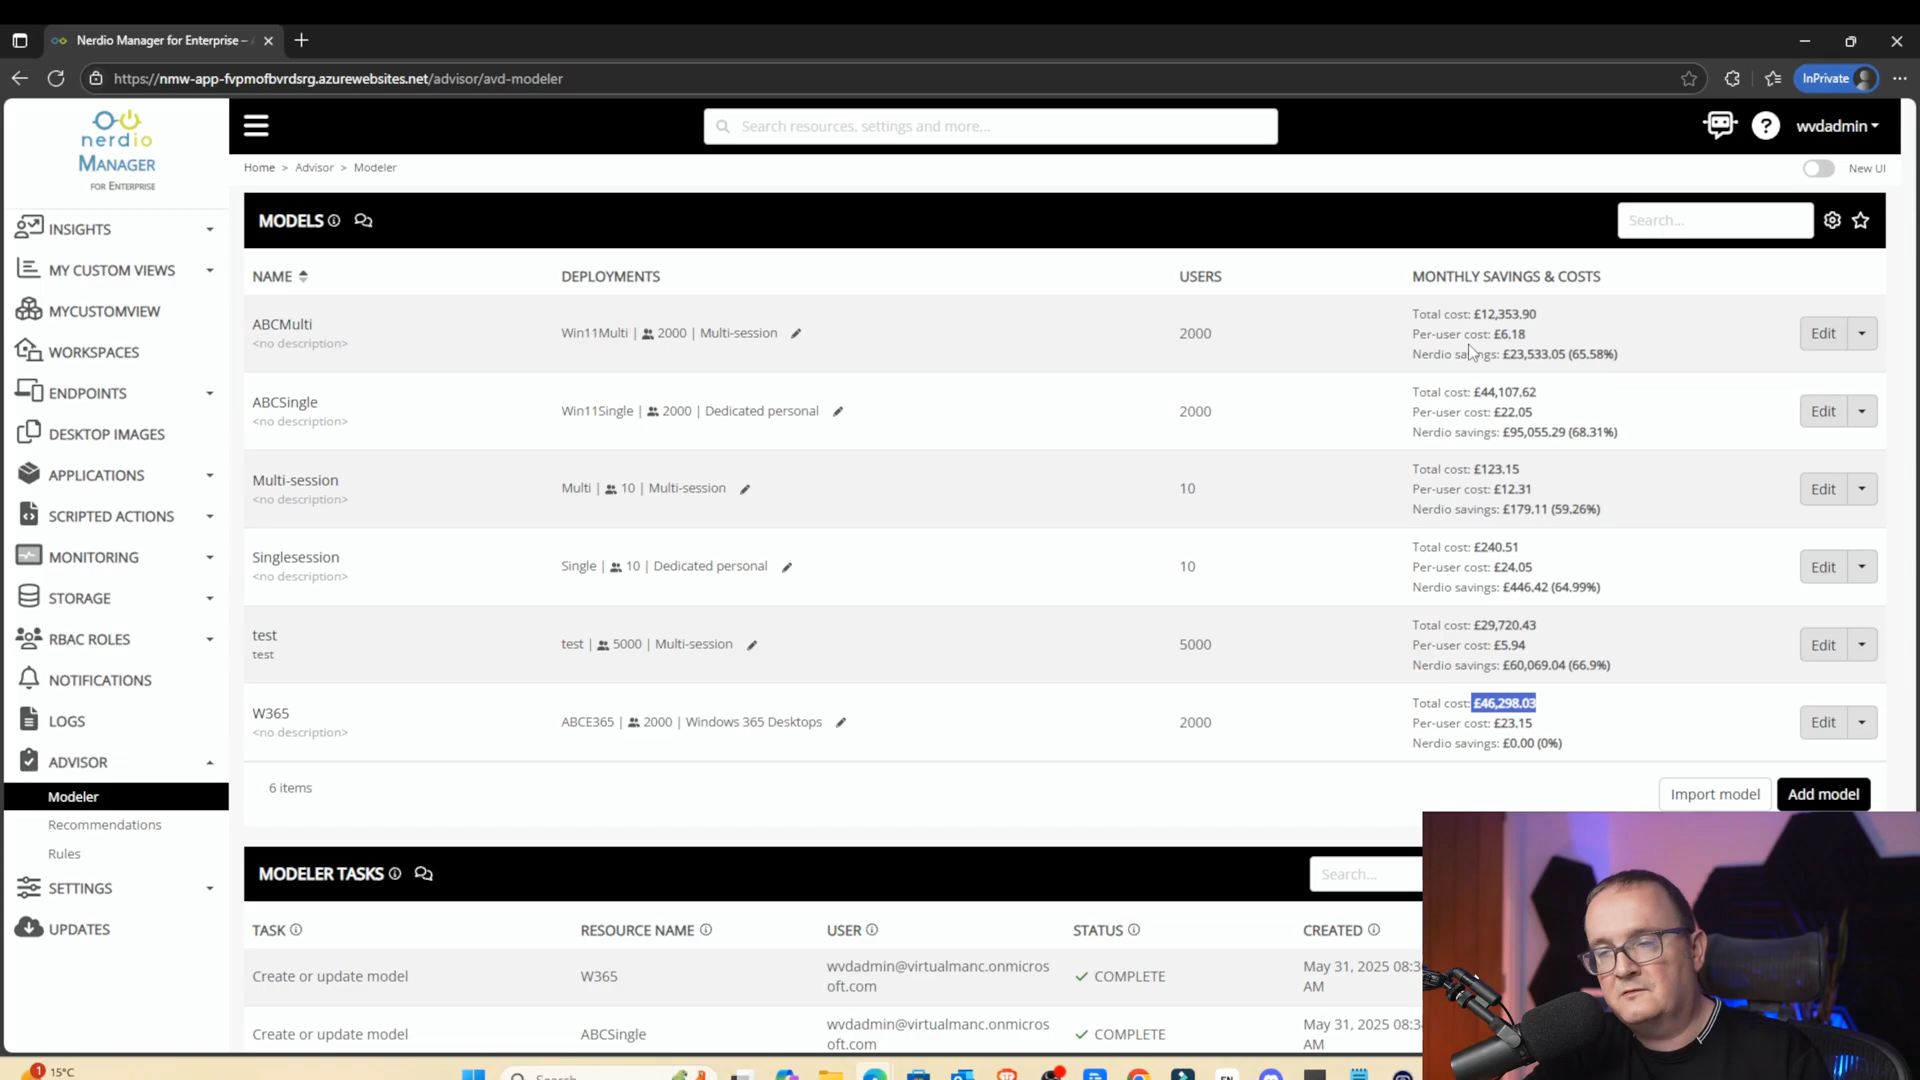 Nerdio Manager for Enterprise –
https://nmw-app-fvpmofbvrdsrg.azurewebsites.net/advisor/avd-modeler
InPrivate
nerdio
MANAGER
FOR ENTERPRISE
Search resources, settings and more...
wvdadmin
Home > Advisor > Modeler
New UI
INSIGHTS
MY CUSTOM VIEWS
MYCUSTOMVIEW
WORKSPACES
ENDPOINTS
DESKTOP IMAGES
APPLICATIONS
SCRIPTED ACTIONS
MONITORING
STORAGE
RBAC ROLES
NOTIFICATIONS
LOGS
ADVISOR
Modeler
Recommendations
Rules
SETTINGS
UPDATES
MODELS
Search...
NAME DEPLOYMENTS USERS MONTHLY SAVINGS & COSTS
ABCMulti
<no description>
Win11Multi | 2000 | Multi-session
2000
Total cost: £12,353.90
Per-user cost: £6.18
Nerdio savings: £23,533.05 (65.58%)
Edit
ABCSingle
<no description>
Win11Single | 2000 | Dedicated personal
2000
Total cost: £44,107.62
Per-user cost: £22.05
Nerdio savings: £95,055.29 (68.31%)
Edit
Multi-session
<no description>
Multi | 10 | Multi-session
10
Total cost: £123.15
Per-user cost: £12.31
Nerdio savings: £179.11 (59.26%)
Edit
Singlesession
<no description>
Single | 10 | Dedicated personal
10
Total cost: £240.51
Per-user cost: £24.05
Nerdio savings: £446.42 (64.99%)
Edit
test
test
test | 5000 | Multi-session
5000
Total cost: £29,720.43
Per-user cost: £5.94
Nerdio savings: £60,069.04 (66.9%)
Edit
W365
<no description>
ABCE365 | 2000 | Windows 365 Desktops
2000
Total cost: £46,298.03
Per-user cost: £23.15
Nerdio savings: £0.00 (0%)
Edit
6 items
Import model
Add model
MODELER TASKS
Search...
TASK RESOURCE NAME USER STATUS CREATED
Create or update model
W365
wvdadmin@virtualmanc.onmicros
oft.com
COMPLETE
May 31, 2025 08:3
AM
Create or update model
ABCSingle
wvdadmin@virtualmanc.onmicros
oft.com
COMPLETE
May 31, 2025 08:3
AM
1
15°C
Search